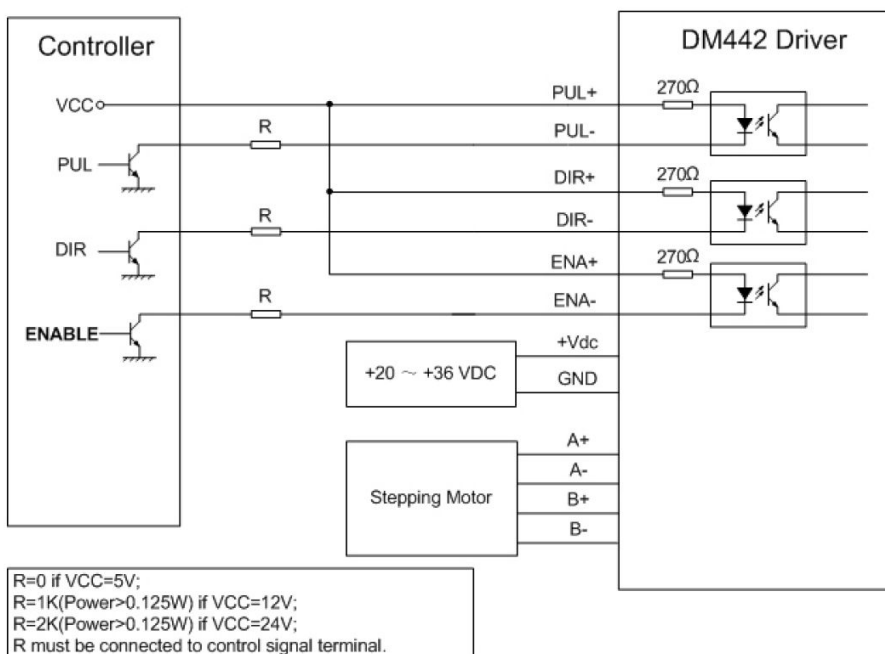 Controller
DM442 Driver
VCC
PUL+
270Ω
R
PUL-
PUL
DIR+
270Ω
R
DIR-
DIR
ENA+
270Ω
R
ENA-
ENABLE
+Vdc
+20 ~ +36 VDC
GND
A+
A-
Stepping Motor
B+
B-
R=0 if VCC=5V;
R=1K(Power>0.125W) if VCC=12V;
R=2K(Power>0.125W) if VCC=24V;
R must be connected to control signal terminal.